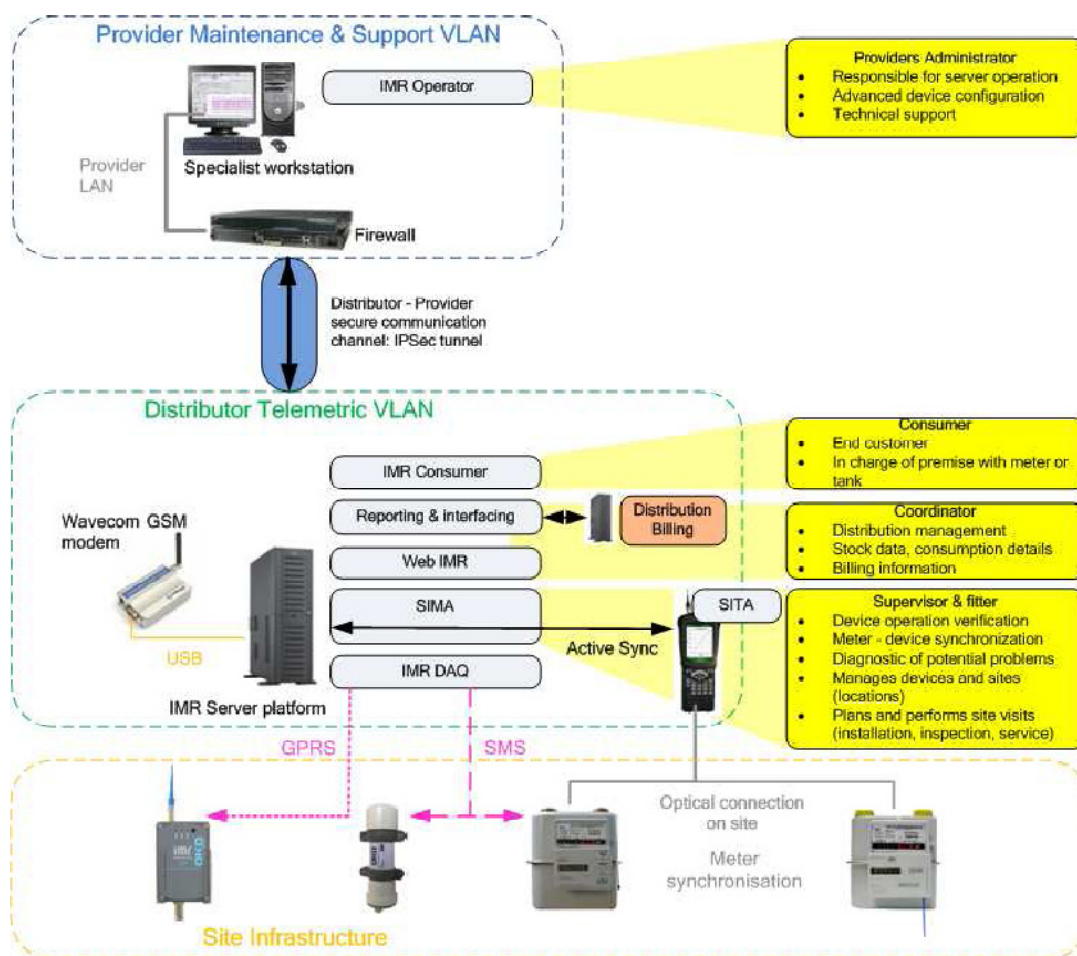 Provider Maintenance & Support VLAN
IMR Operator
Providers Administrator
• Responsible for server operation
• Advanced device configuration
• Technical support
Provider
LAN
Specialist workstation
Firewall
Distributor - Provider
secure communication
channel: IPSec tunnel
Distributor Telemetric VLAN
IMR Consumer
Consumer
• End customer
• In charge of premise with meter or
tank
Reporting & interfacing
Distribution
Billing
Coordinator
• Distribution management
• Stock data, consumption details
• Billing information
Wavecom GSM
modem
Web IMR
SIMA
SITA
Active Sync
Supervisor & fitter
• Device operation verification
• Meter - device synchronization
• Diagnostic of potential problems
• Manages devices and sites
(locations)
• Plans and performs site visits
(installation, inspection, service)
USB
IMR DAQ
IMR Server platform
GPRS
SMS
Optical connection
on site
Meter
synchronisation
Site Infrastructure